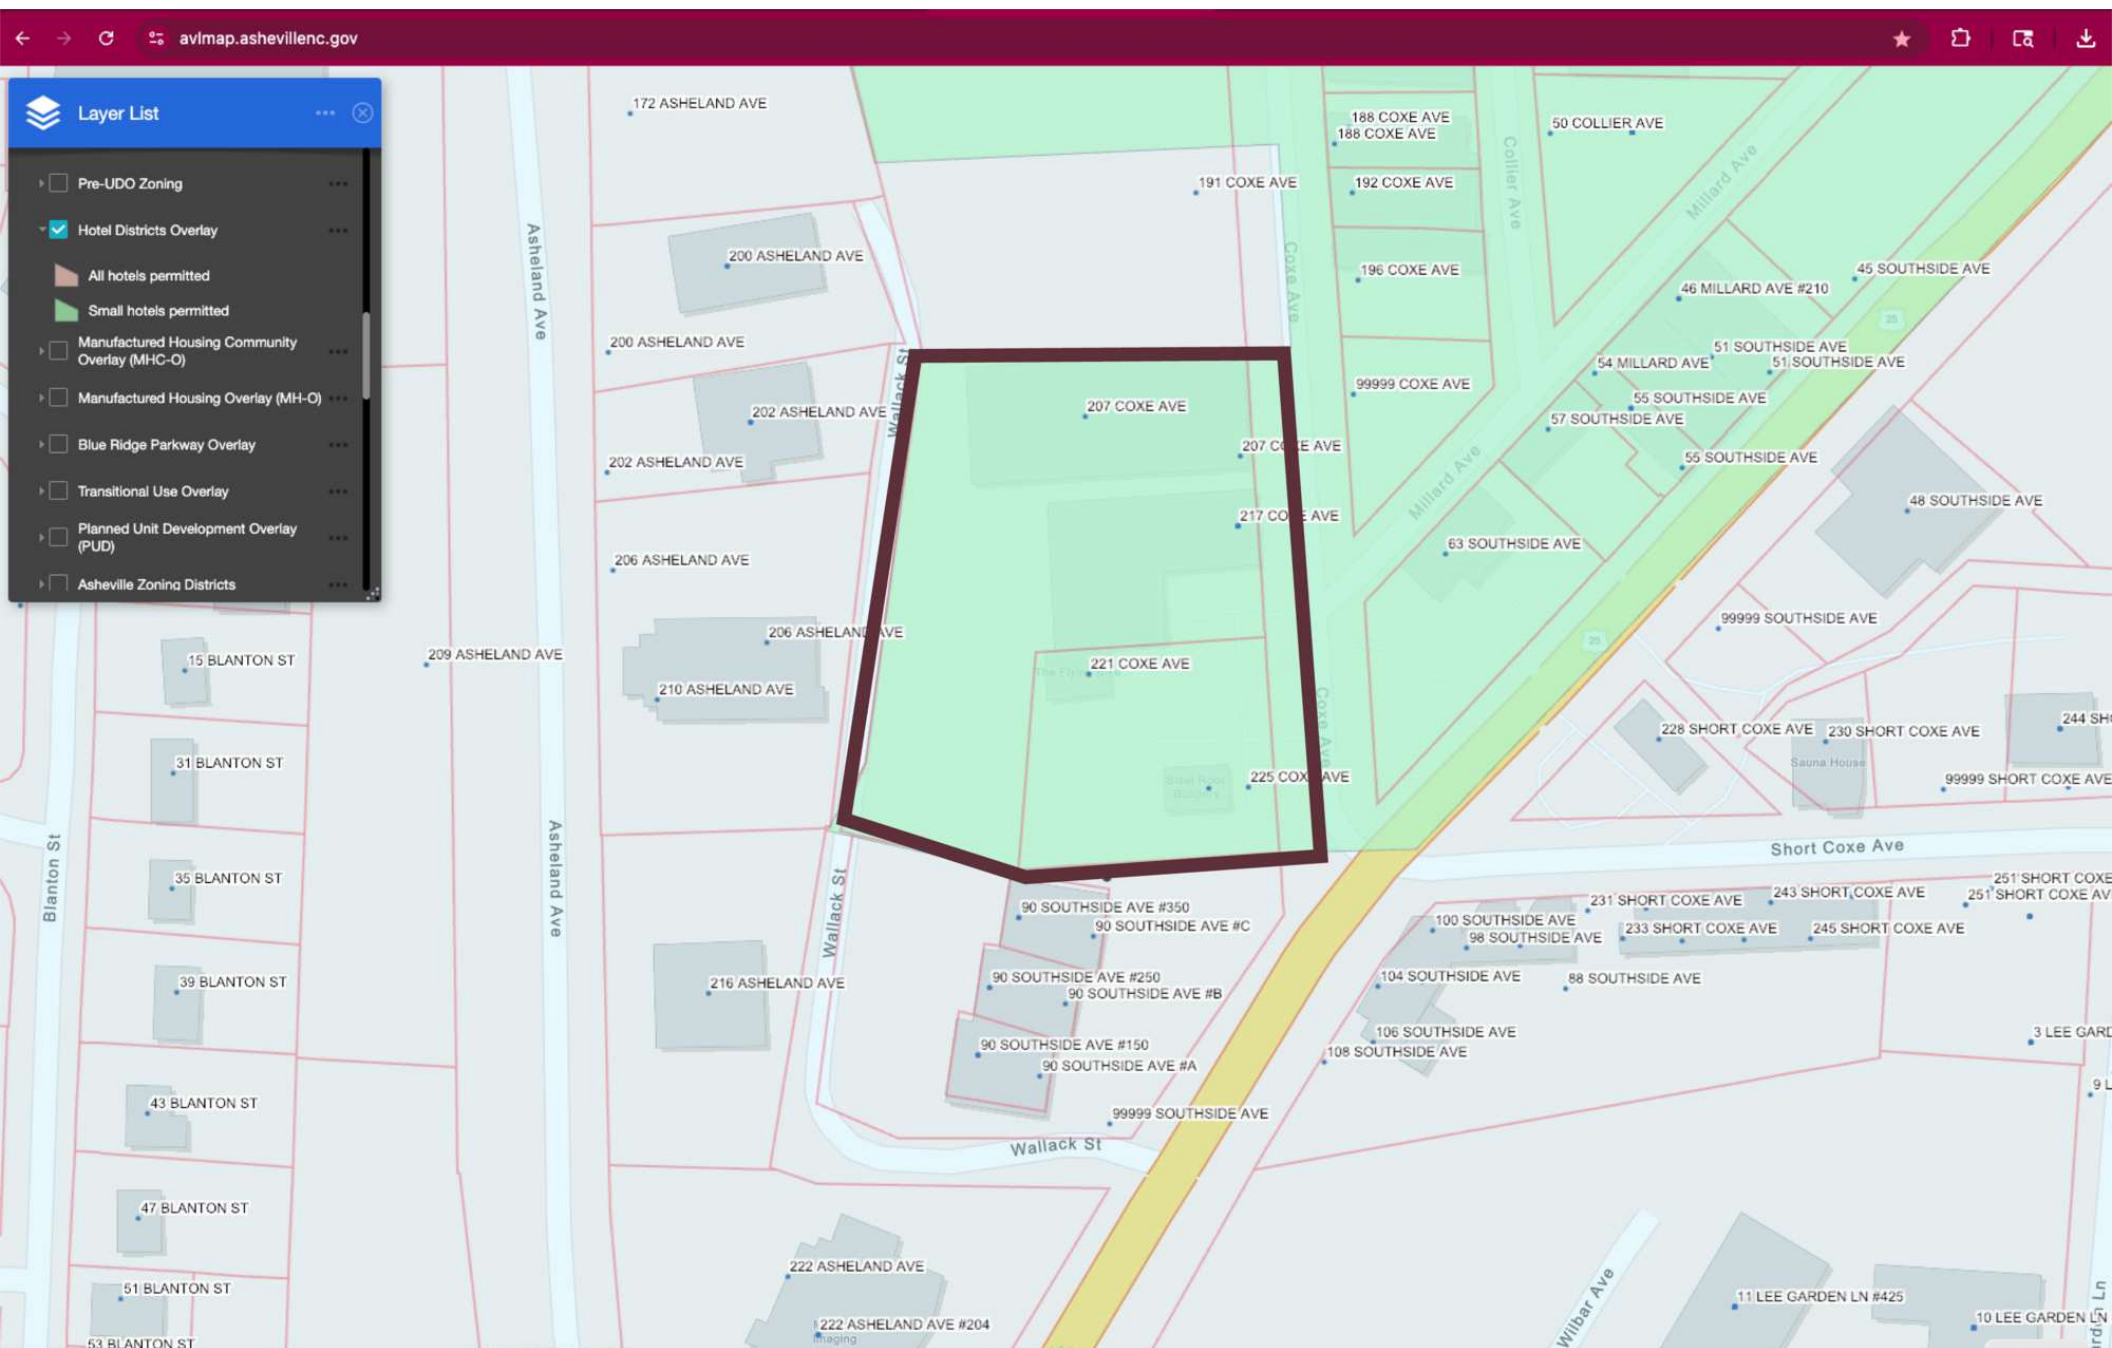 avlmap.ashevillenc.gov
Layer List
Pre-UDO Zoning
Hotel Districts Overlay
All hotels permitted
Small hotels permitted
Manufactured Housing Community
Overlay (MHC-O)
Manufactured Housing Overlay (MH-O)
Blue Ridge Parkway Overlay
Transitional Use Overlay
Planned Unit Development Overlay
(PUD)
Asheville Zoning Districts
172 ASHELAND AVE
188 COXE AVE
188 COXE AVE
50 COLLIER AVE
191 COXE AVE
192 COXE AVE
Collier Ave
Millard Ave
Asheland Ave
200 ASHELAND AVE
Coxe Ave
196 COXE AVE
45 SOUTHSIDE AVE
46 MILLARD AVE #210
25
200 ASHELAND AVE
Wallack St
51 SOUTHSIDE AVE
54 MILLARD AVE
51 SOUTHSIDE AVE
99999 COXE AVE
202 ASHELAND AVE
207 COXE AVE
55 SOUTHSIDE AVE
57 SOUTHSIDE AVE
207 COXE AVE
202 ASHELAND AVE
55 SOUTHSIDE AVE
Millard Ave
48 SOUTHSIDE AVE
217 COXE AVE
206 ASHELAND AVE
63 SOUTHSIDE AVE
99999 SOUTHSIDE AVE
206 ASHELAND AVE
25
15 BLANTON ST
209 ASHELAND AVE
221 COXE AVE
210 ASHELAND AVE
Coxe Ave
228 SHORT COXE AVE
230 SHORT COXE AVE
244 SH
31 BLANTON ST
Sauna House
225 COXE AVE
99999 SHORT COXE AVE
Blanton St
Asheland Ave
Wallack St
Short Coxe Ave
35 BLANTON ST
251 SHORT COXE
243 SHORT COXE AVE
251 SHORT COXE AV
90 SOUTHSIDE AVE #350
231 SHORT COXE AVE
90 SOUTHSIDE AVE #C
100 SOUTHSIDE AVE
98 SOUTHSIDE AVE
233 SHORT COXE AVE
245 SHORT COXE AVE
39 BLANTON ST
216 ASHELAND AVE
90 SOUTHSIDE AVE #250
90 SOUTHSIDE AVE #B
104 SOUTHSIDE AVE
88 SOUTHSIDE AVE
106 SOUTHSIDE AVE
3 LEE GARD
90 SOUTHSIDE AVE #150
108 SOUTHSIDE AVE
90 SOUTHSIDE AVE #A
9 L
43 BLANTON ST
99999 SOUTHSIDE AVE
Wallack St
47 BLANTON ST
222 ASHELAND AVE
51 BLANTON ST
Wilbar Ave
11 LEE GARDEN LN #425
10 LEE GARDEN LN
rden Ln
222 ASHELAND AVE #204
maging
53 BLANTON ST